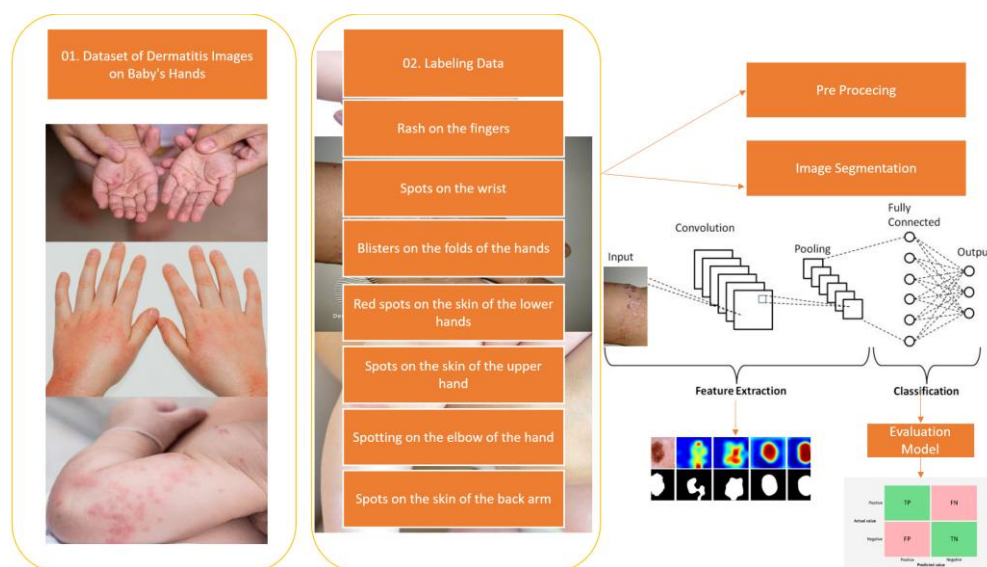 01. Dataset of Dermatitis Images
on Baby's Hands
02. Labeling Data
Rash on the fingers
Spots on the wrist
Blisters on the folds of the hands
Red spots on the skin of the lower
hands
Spots on the skin of the upper
hand
Spotting on the elbow of the hand
Spots on the skin of the back arm
Pre Procecing
Image Segmentation
Input
Convolution
Pooling
Fully
Connected
Output
Feature Extraction
Classification
Evaluation
Model
Positive
TP
FN
Actual value
Negative
FP
TN
Positive
Negative
Predicted value